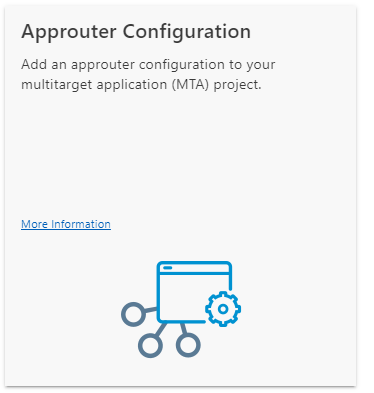 Approuter Configuration
Add an approuter configuration to your
multitarget application (MTA) project.
More Information